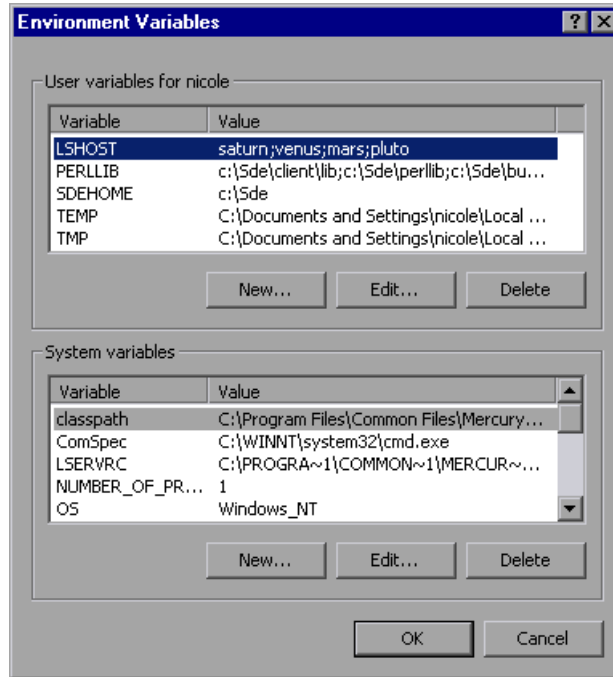 Environment Variables
User variables for nicole
Variable Value
LSHOST saturn;venus;mars;pluto
PERLLIB c:\Sde\client\lib;c:\Sde\perllib;c:\Sde\bu...
SDEHOME c:\Sde
TEMP C:\Documents and Settings\nicole\Local ...
TMP C:\Documents and Settings\nicole\Local ...
New... Edit... Delete
System variables
Variable Value
classpath C:\Program Files\Common Files\Mercury...
ComSpec C:\WINNT\system32\cmd.exe
LSERVRC C:\PROGRA~1\COMMON~1\MERCUR~...
NUMBER_OF_PR... 1
OS Windows_NT
New... Edit... Delete
OK Cancel